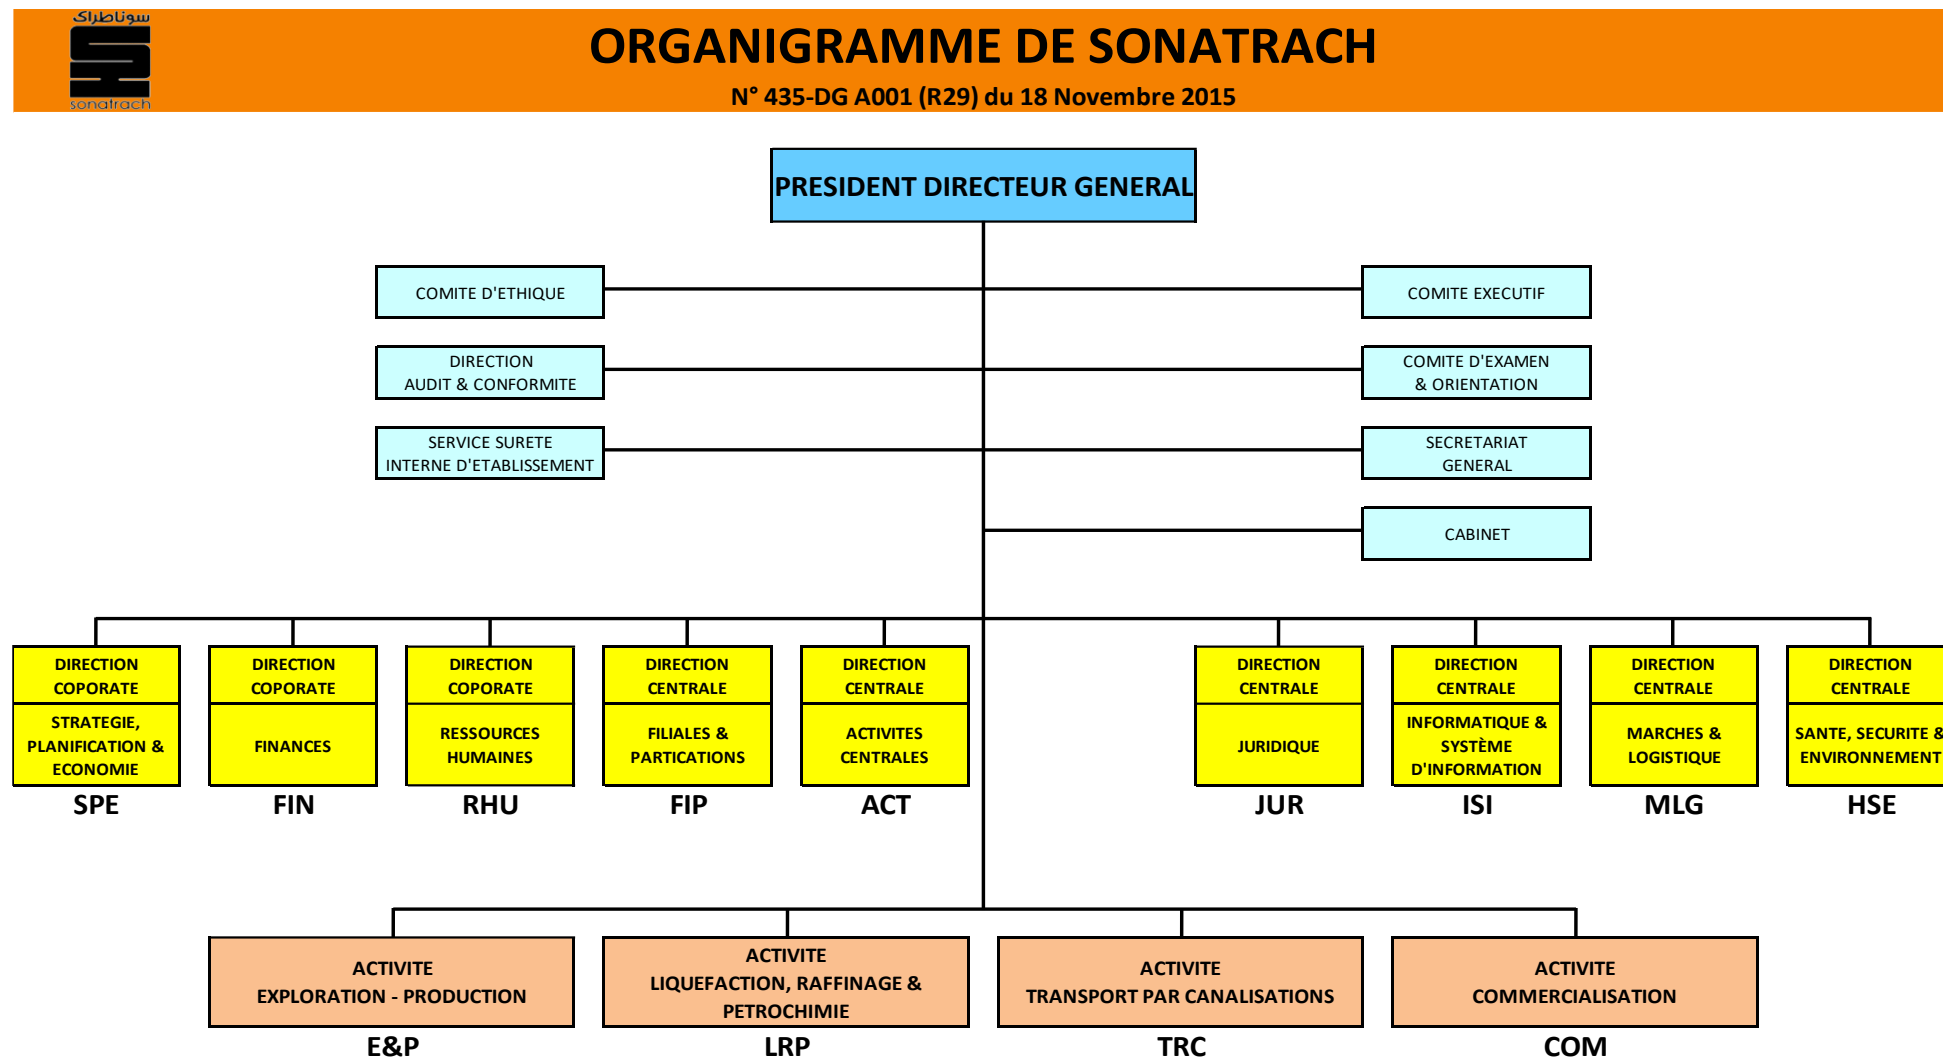 سوناطراك
sonatrach
ORGANIGRAMME DE SONATRACH
N° 435-DG A001 (R29) du 18 Novembre 2015
PRESIDENT DIRECTEUR GENERAL
COMITE D'ETHIQUE
COMITE EXECUTIF
DIRECTION
AUDIT & CONFORMITE
COMITE D'EXAMEN
& ORIENTATION
SERVICE SURETE
INTERNE D'ETABLISSEMENT
SECRETARIAT
GENERAL
CABINET
DIRECTION
COPORATE
STRATEGIE,
PLANIFICATION &
ECONOMIE
SPE
DIRECTION
COPORATE
FINANCES
FIN
DIRECTION
COPORATE
RESSOURCES
HUMAINES
RHU
DIRECTION
CENTRALE
FILIALES &
PARTICATIONS
FIP
DIRECTION
CENTRALE
ACTIVITES
CENTRALES
ACT
DIRECTION
CENTRALE
JURIDIQUE
JUR
DIRECTION
CENTRALE
INFORMATIQUE &
SYSTÈME
D'INFORMATION
ISI
DIRECTION
CENTRALE
MARCHES &
LOGISTIQUE
MLG
DIRECTION
CENTRALE
SANTE, SECURITE &
ENVIRONNEMENT
HSE
ACTIVITE
EXPLORATION - PRODUCTION
E&P
ACTIVITE
LIQUEFACTION, RAFFINAGE &
PETROCHIMIE
LRP
ACTIVITE
TRANSPORT PAR CANALISATIONS
TRC
ACTIVITE
COMMERCIALISATION
COM